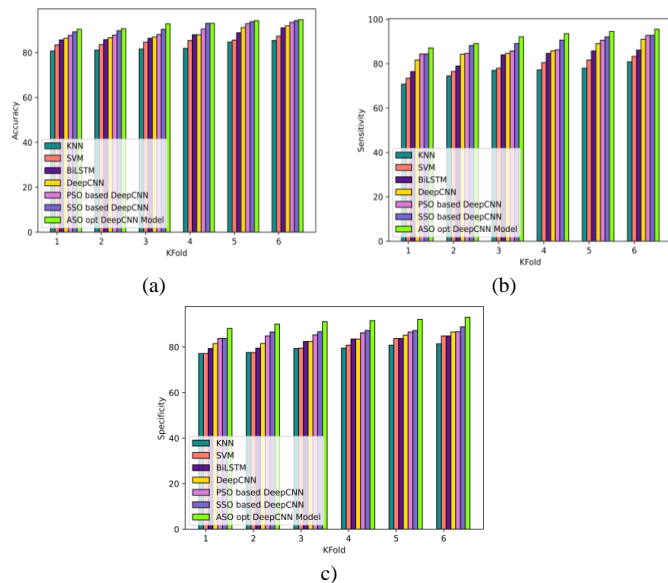 Accuracy
80
60
40
20
0
KNN
SVM
BiLSTM
DeepCNN
PSO based DeepCNN
SSO based DeepCNN
ASO opt DeepCNN Model
1 2 3 4 5 6
KFold
(a)
Sensitivity
100
80
60
40
20
0
KNN
SVM
BiLSTM
DeepCNN
PSO based DeepCNN
SSO based DeepCNN
ASO opt DeepCNN Model
1 2 3 4 5 6
KFold
(b)
Specificity
80
60
40
20
0
KNN
SVM
BiLSTM
DeepCNN
PSO based DeepCNN
SSO based DeepCNN
ASO opt DeepCNN Model
1 2 3 4 5 6
KFold
c)